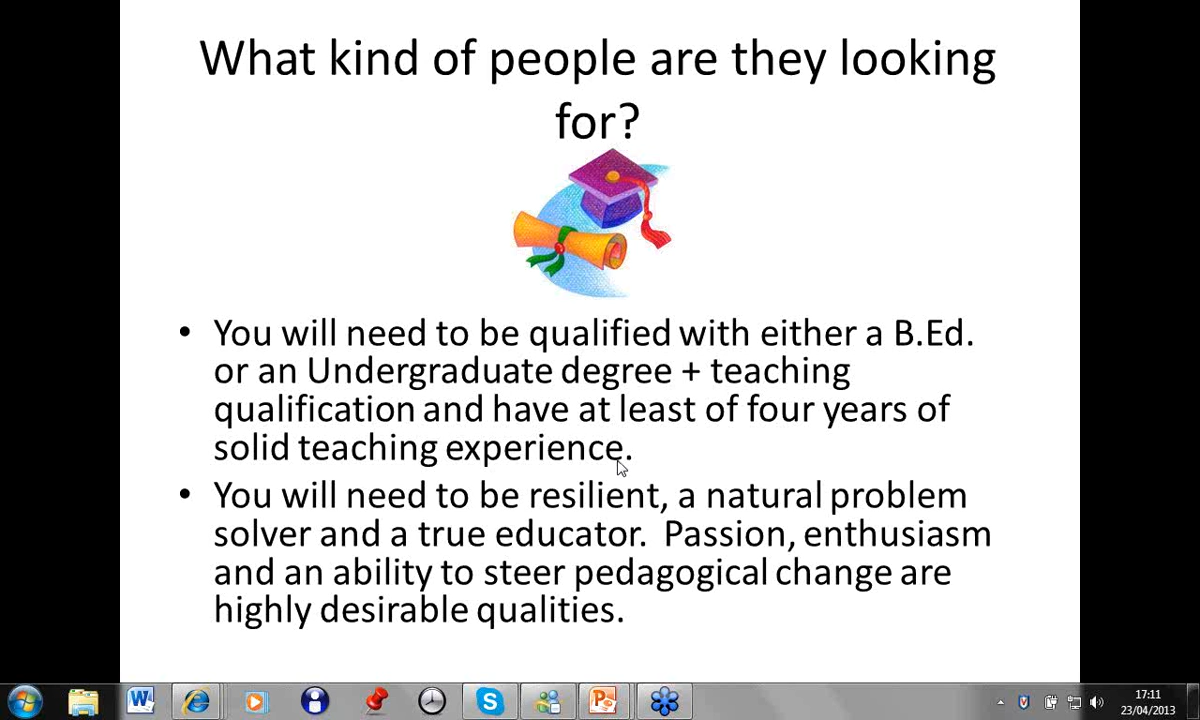 What kind of people are they looking
for?
• You will need to be qualified with either a B.Ed.
or an Undergraduate degree + teaching
qualification and have at least of four years of
solid teaching experience.
• You will need to be resilient, a natural problem
solver and a true educator.  Passion, enthusiasm
and an ability to steer pedagogical change are
highly desirable qualities.
17:11
23/04/2013